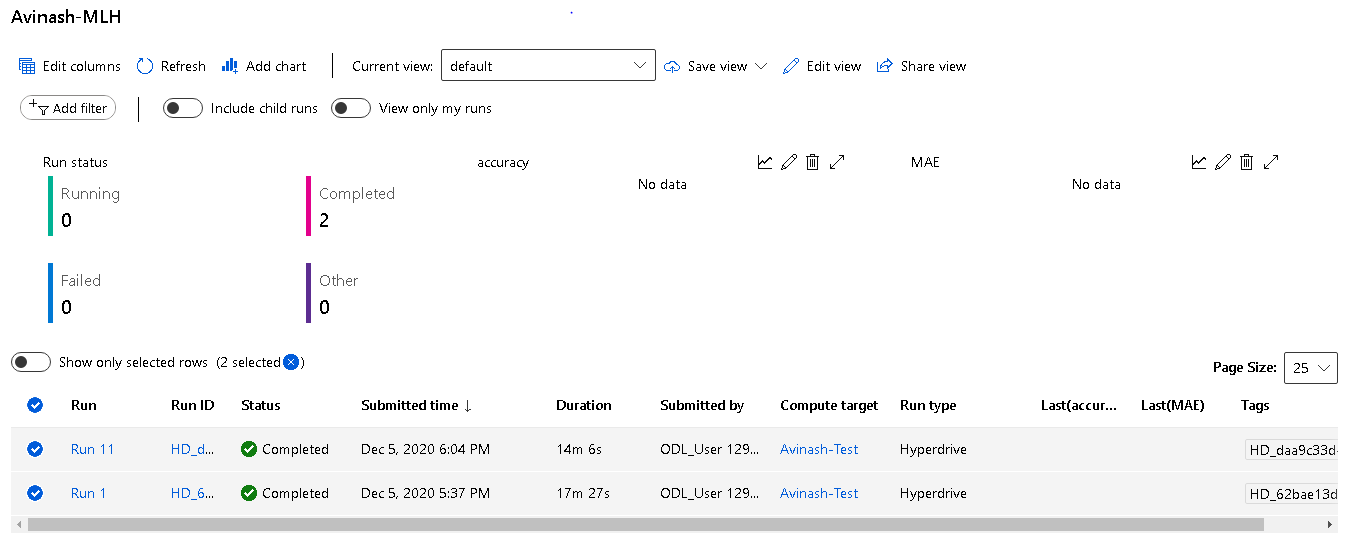 Avinash-MLH
Edit columns Refresh Add chart Current view: default Save view Edit view Share view
Add filter Include child runs View only my runs
Run status accuracy MAE
No data No data
Running Completed
0 2
Failed Other
0 0
Show only selected rows (2 selected )
Page Size: 25
Run Run ID Status Submitted time ↓ Duration Submitted by Compute target Run type Last(accur... Last(MAE) Tags
Run 11 HD_d... Completed Dec 5, 2020 6:04 PM 14m 6s ODL_User 129... Avinash-Test Hyperdrive HD_daa9c33d-
Run 1 HD_6... Completed Dec 5, 2020 5:37 PM 17m 27s ODL_User 129... Avinash-Test Hyperdrive HD_62bae13d